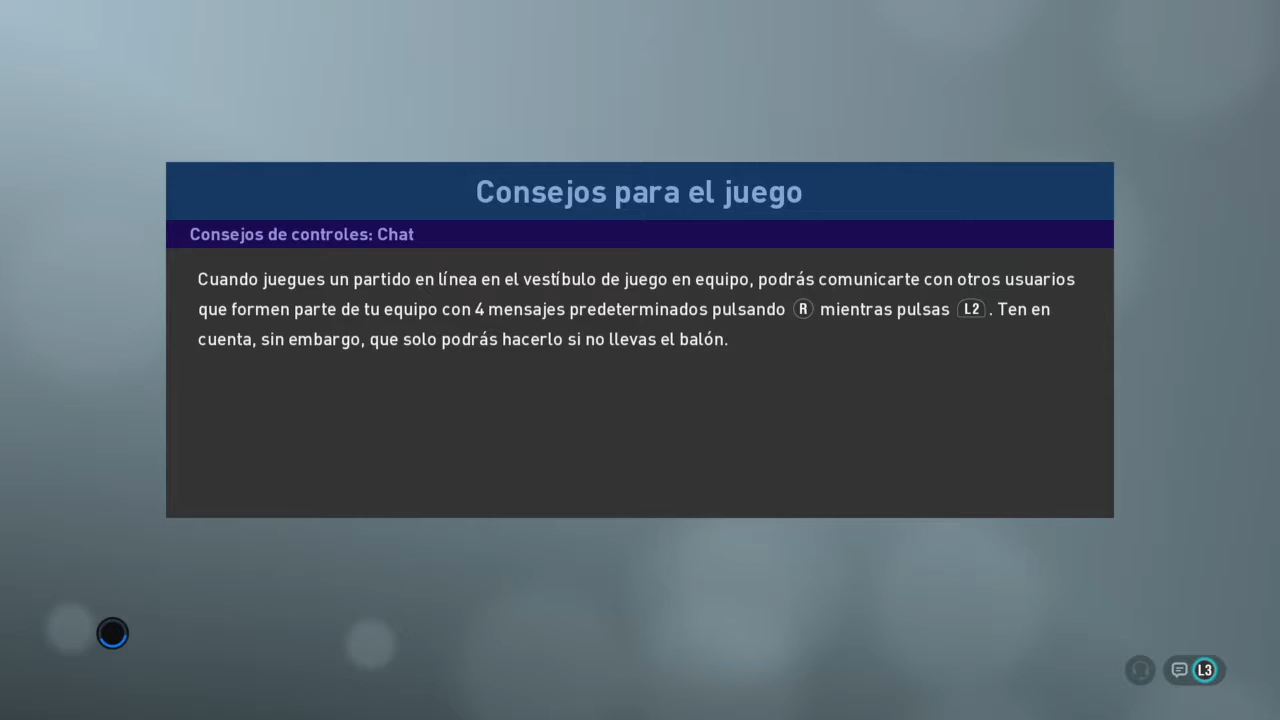 Consejos para el juego
Consejos de controles: Chat
Cuando juegues un partido en línea en el vestíbulo de juego en equipo, podrás comunicarte con otros usuarios
que formen parte de tu equipo con 4 mensajes predeterminados pulsando R mientras pulsas L2. Ten en
cuenta, sin embargo, que solo podrás hacerlo si no llevas el balón.
L3